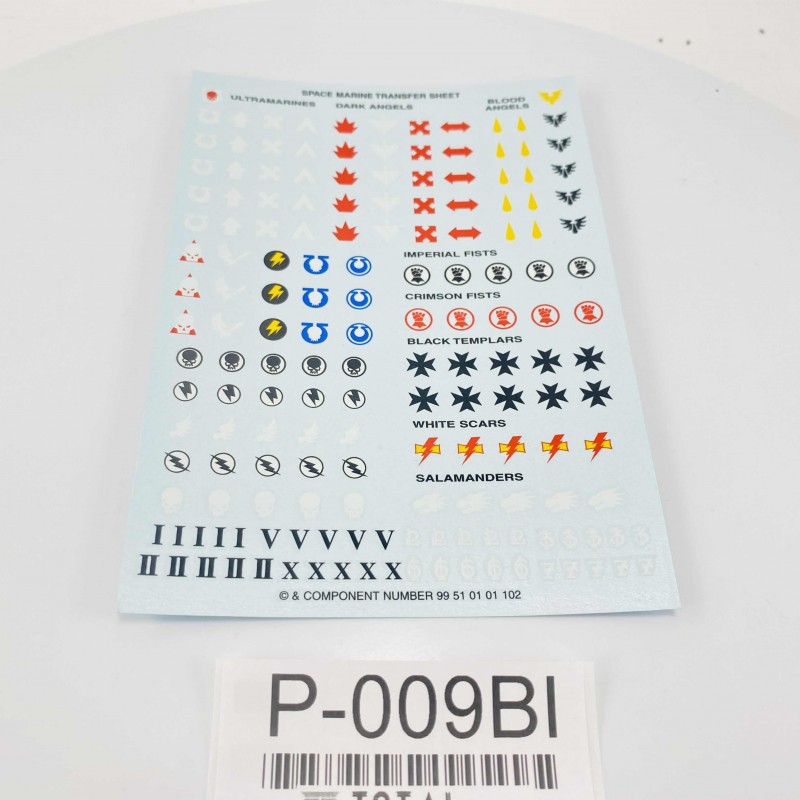 SPACE MARINE TRANSFER SHEET
ULTRAMARINES DARK ANGELS BLOOD ANGELS
IMPERIAL FISTS
CRIMSON FISTS
BLACK TEMPLARS
WHITE SCARS
SALAMANDERS
I I I I I V V V V V
II II II II II X X X X X
© & COMPONENT NUMBER 99 51 01 01 102
P-009BI
TOTAL